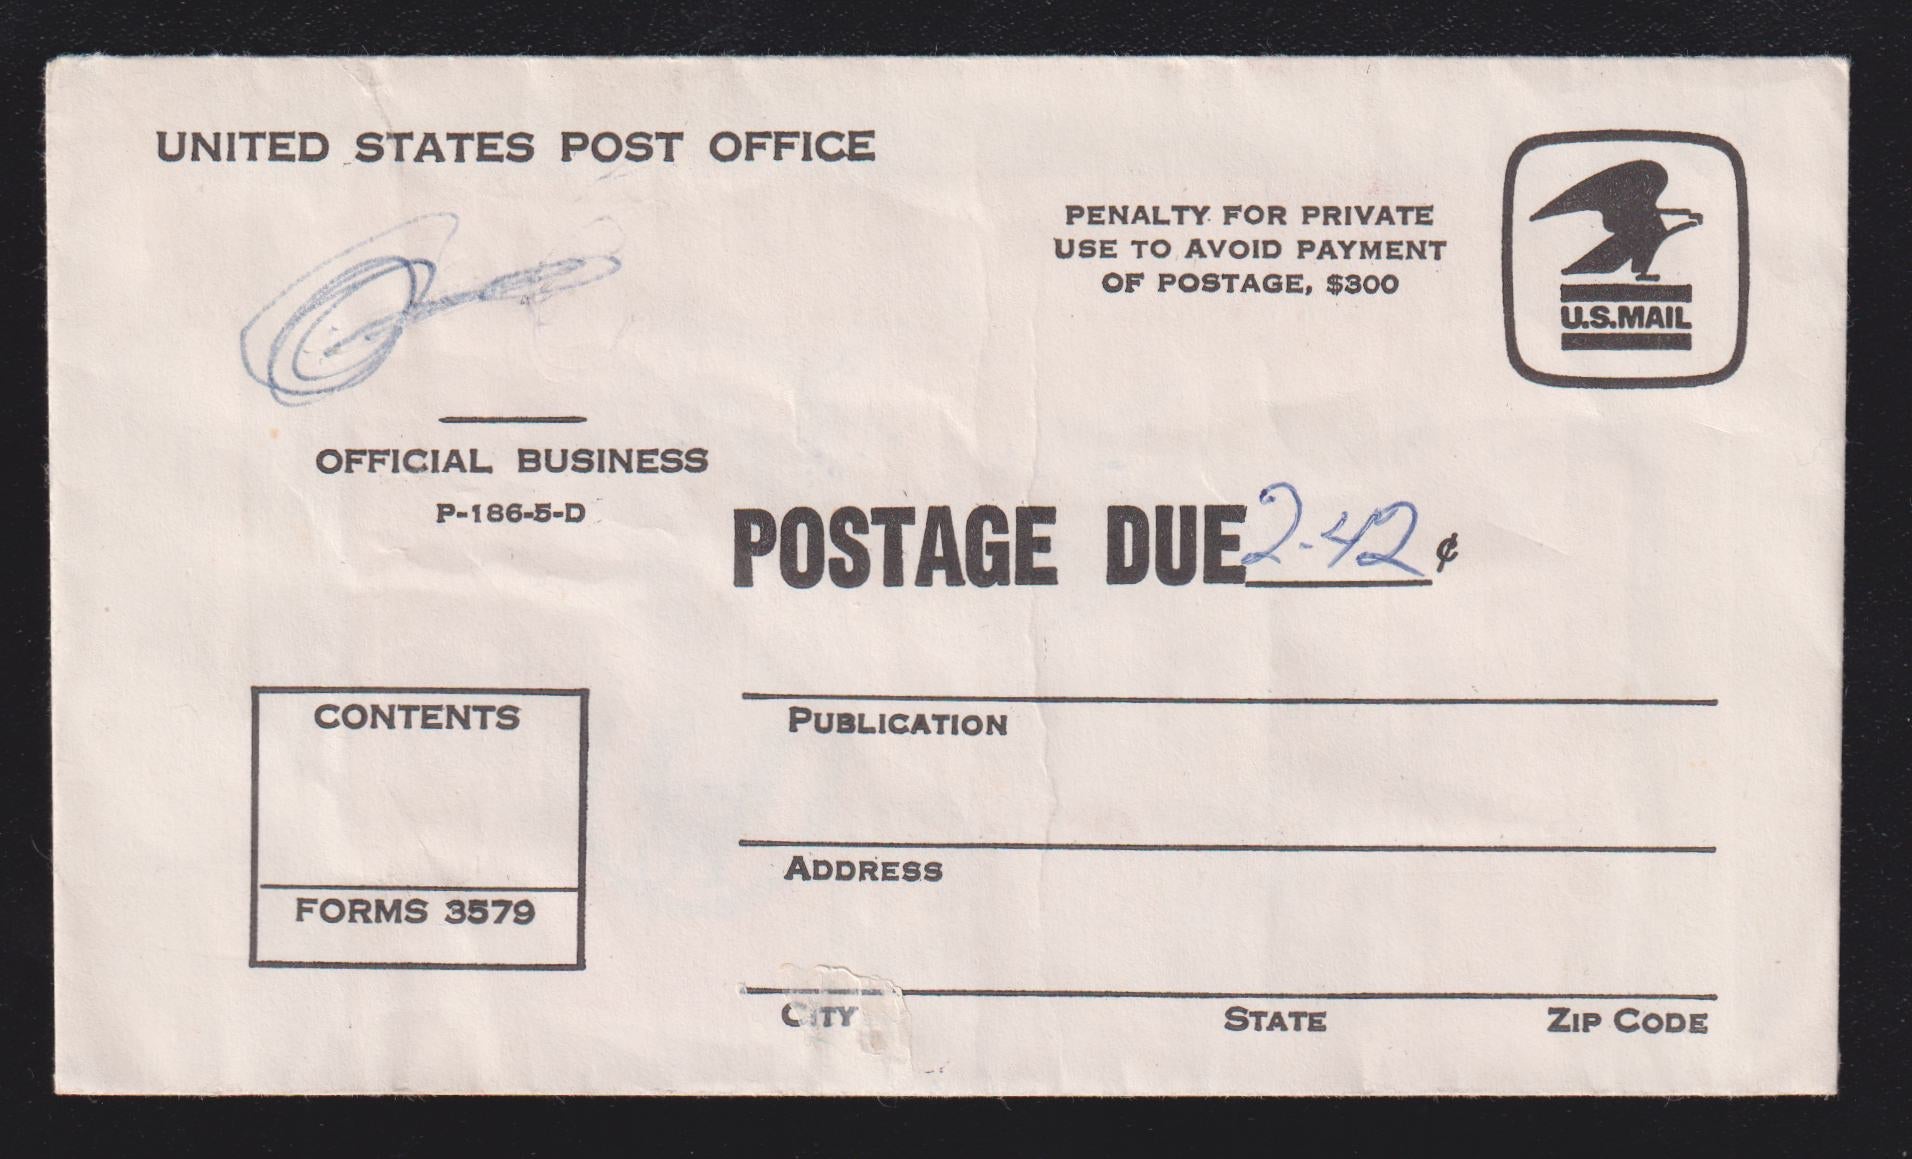 UNITED STATES POST OFFICE
PENALTY FOR PRIVATE
USE TO AVOID PAYMENT
OF POSTAGE, $300
U.S.MAIL
OFFICIAL BUSINESS
P-186-5-D
POSTAGE DUE 2-42 ¢
CONTENTS
FORMS 3579
PUBLICATION
ADDRESS
CITY STATE ZIP CODE